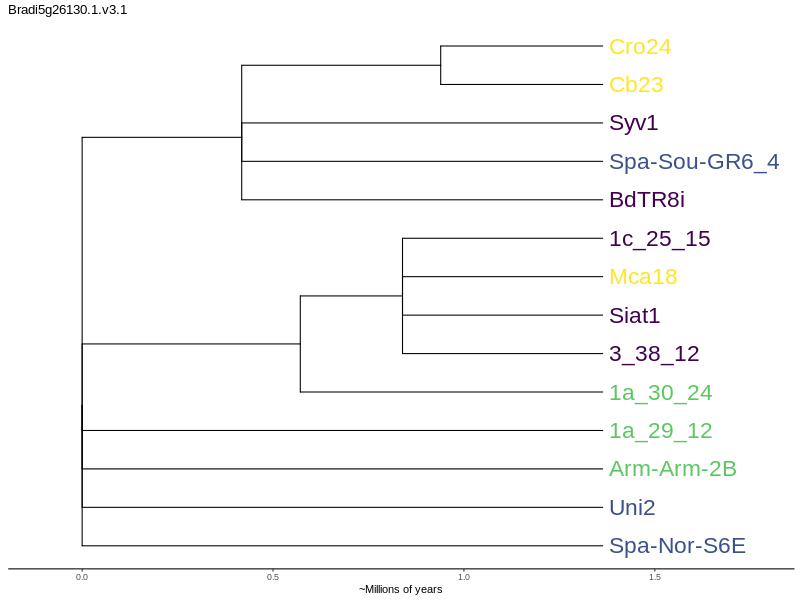 Bradi5g26130.1.v3.1
Cro24
Cb23
Syv1
Spa-Sou-GR6_4
BdTR8i
1c_25_15
Mca18
Siat1
3_38_12
1a_30_24
1a_29_12
Arm-Arm-2B
Uni2
Spa-Nor-S6E
0.0 0.5 1.0 1.5
~Millions of years